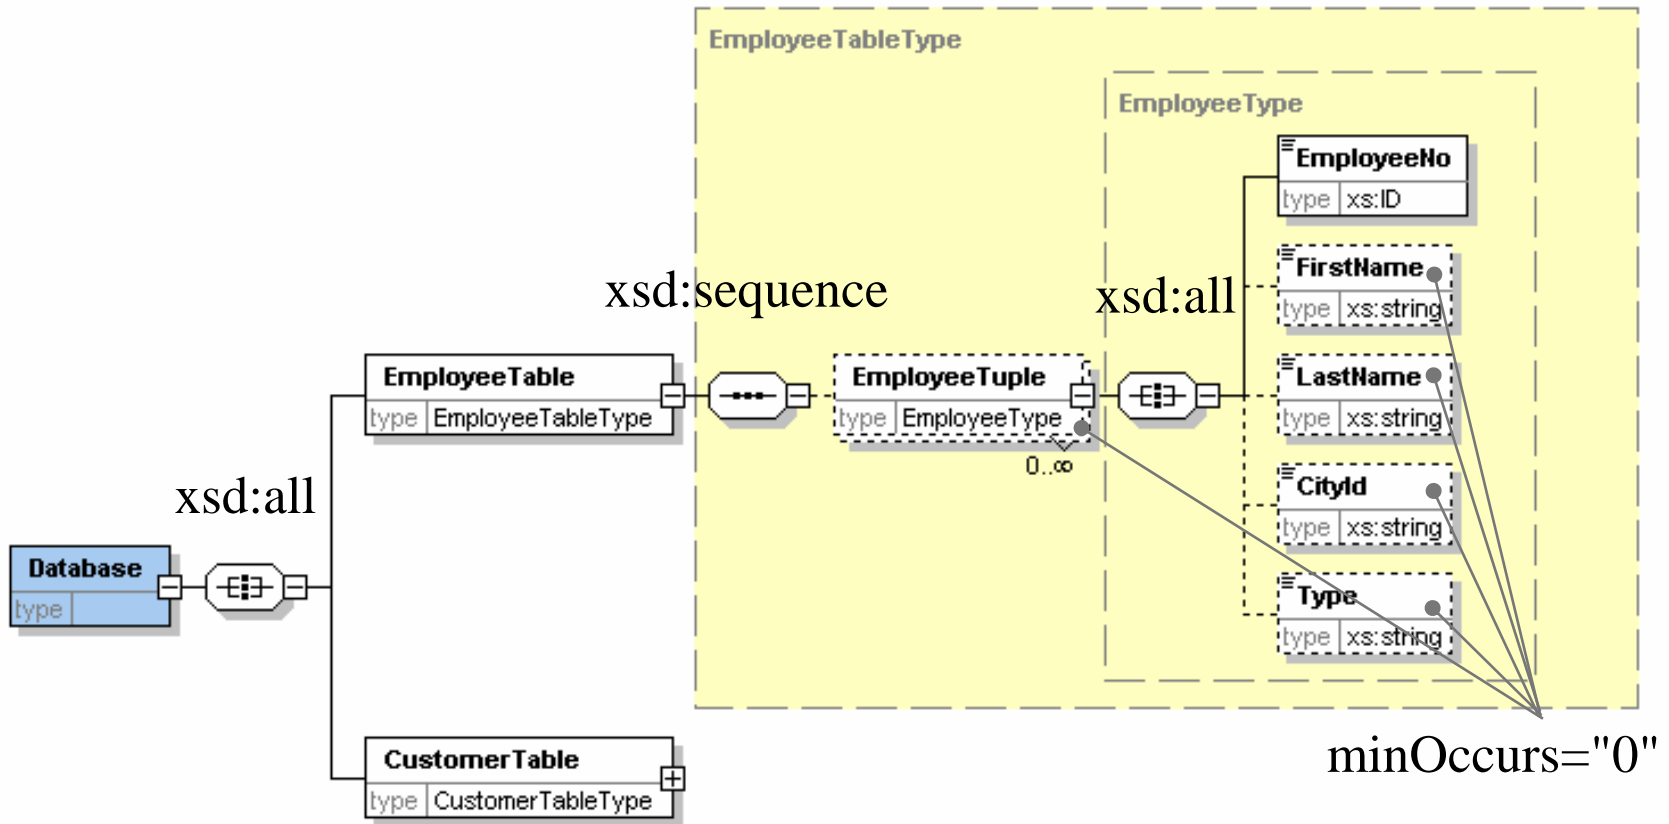 EmployeeTableType
EmployeeType
EmployeeNo
type xs:ID
FirstName
type xs:string
xsd:sequence
xsd:all
EmployeeTable
type EmployeeTableType
EmployeeTuple
type EmployeeType
0..∞
LastName
type xs:string
xsd:all
CityId
type xs:string
Database
type
Type
type xs:string
CustomerTable
type CustomerTableType
minOccurs="0"